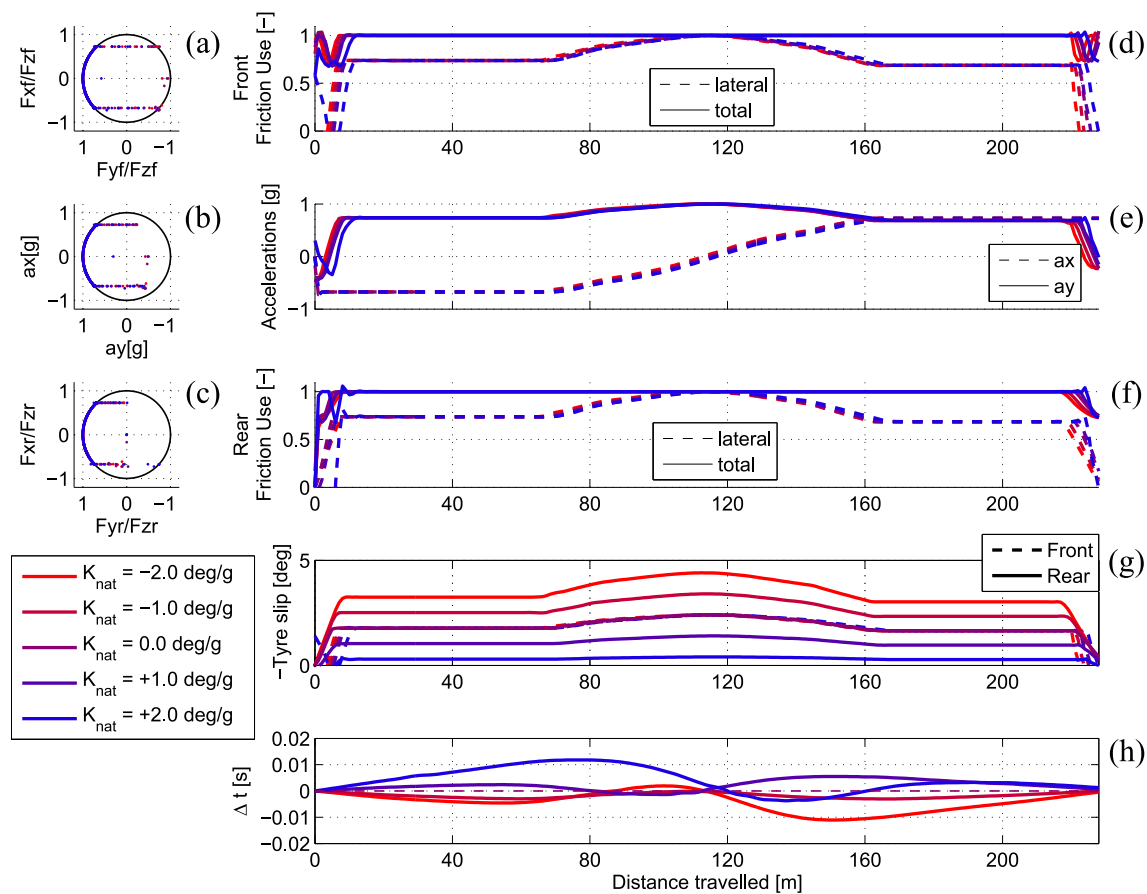 (a)
Fxf/Fzf
1
0
−1
1 0 −1
Fyf/Fzf
(b)
ax[g]
1
0
−1
1 0 −1
ay[g]
(c)
Fxr/Fzr
1
0
−1
1 0 −1
Fyr/Fzr
K_nat = −2.0 deg/g
K_nat = −1.0 deg/g
K_nat = 0.0 deg/g
K_nat = +1.0 deg/g
K_nat = +2.0 deg/g
(d)
Front
Friction Use [−]
1
0.5
0
lateral
total
0 40 80 120 160 200
(e)
Accelerations [g]
1
0
−1
ax
ay
0 40 80 120 160 200
(f)
Rear
Friction Use [−]
1
0.5
0
lateral
total
0 40 80 120 160 200
(g)
−Tyre slip [deg]
5
0
Front
Rear
0 40 80 120 160 200
(h)
Δ t [s]
0.02
0.01
0
−0.01
−0.02
0 40 80 120 160 200
Distance travelled [m]